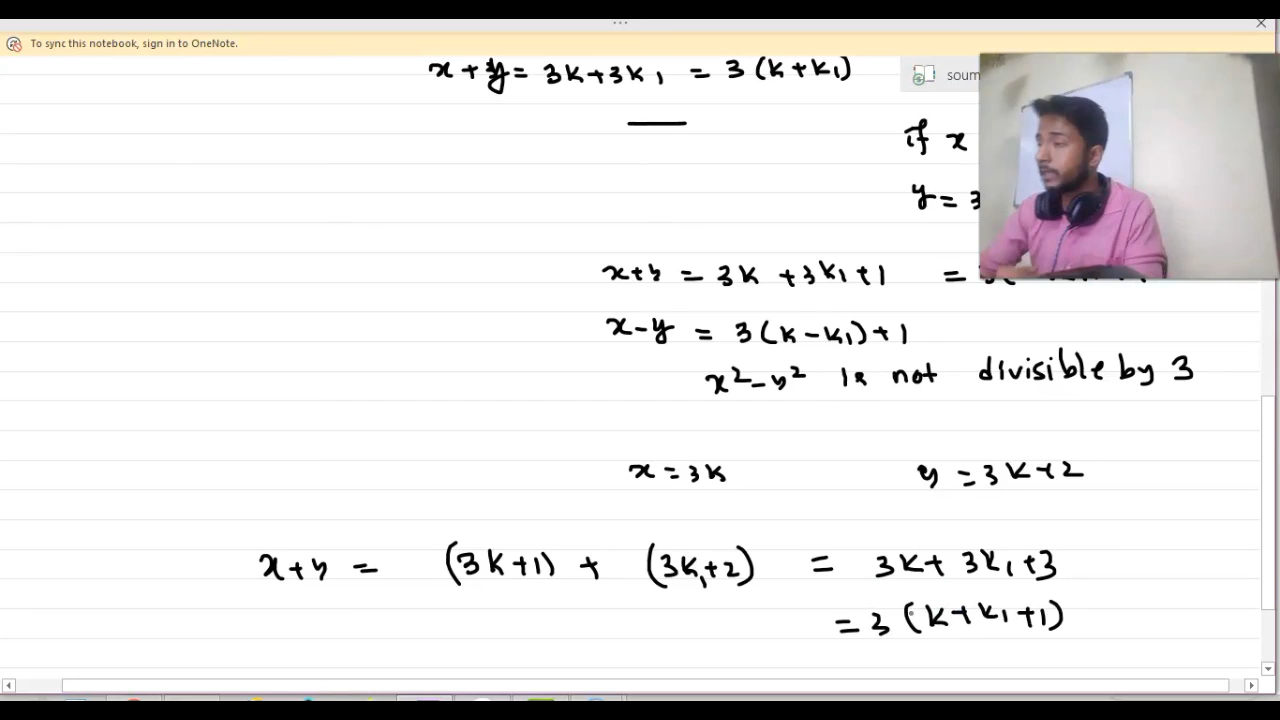 To sync this notebook, sign in to OneNote.
x + y = 3k + 3k₁ = 3 (k + k₁)
soum
if x
y = 3
x + y = 3k + 3k₁ + 1 =
x - y = 3 (k - k₁) + 1
x² - y² is not divisible by 3
x = 3k y = 3k + 2
x + y = (3k + 1) + (3k₁ + 2) = 3k + 3k₁ + 3
= 3 (k + k₁ + 1)